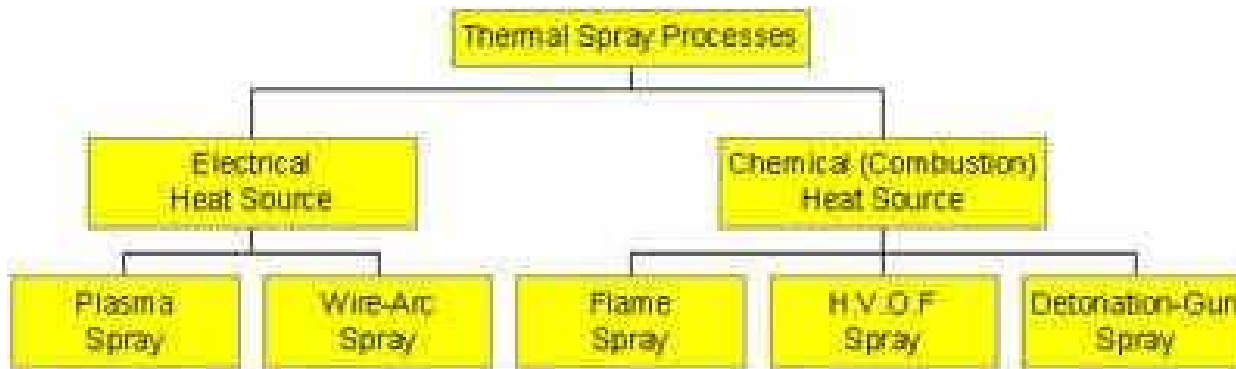 Thermal Spray Processes
Electrical
Heat Source
Chemical (Combustion)
Heat Source
Plasma
Spray
Wire-Arc
Spray
Flame
Spray
H.V.O.F
Spray
Detonation-Gun
Spray